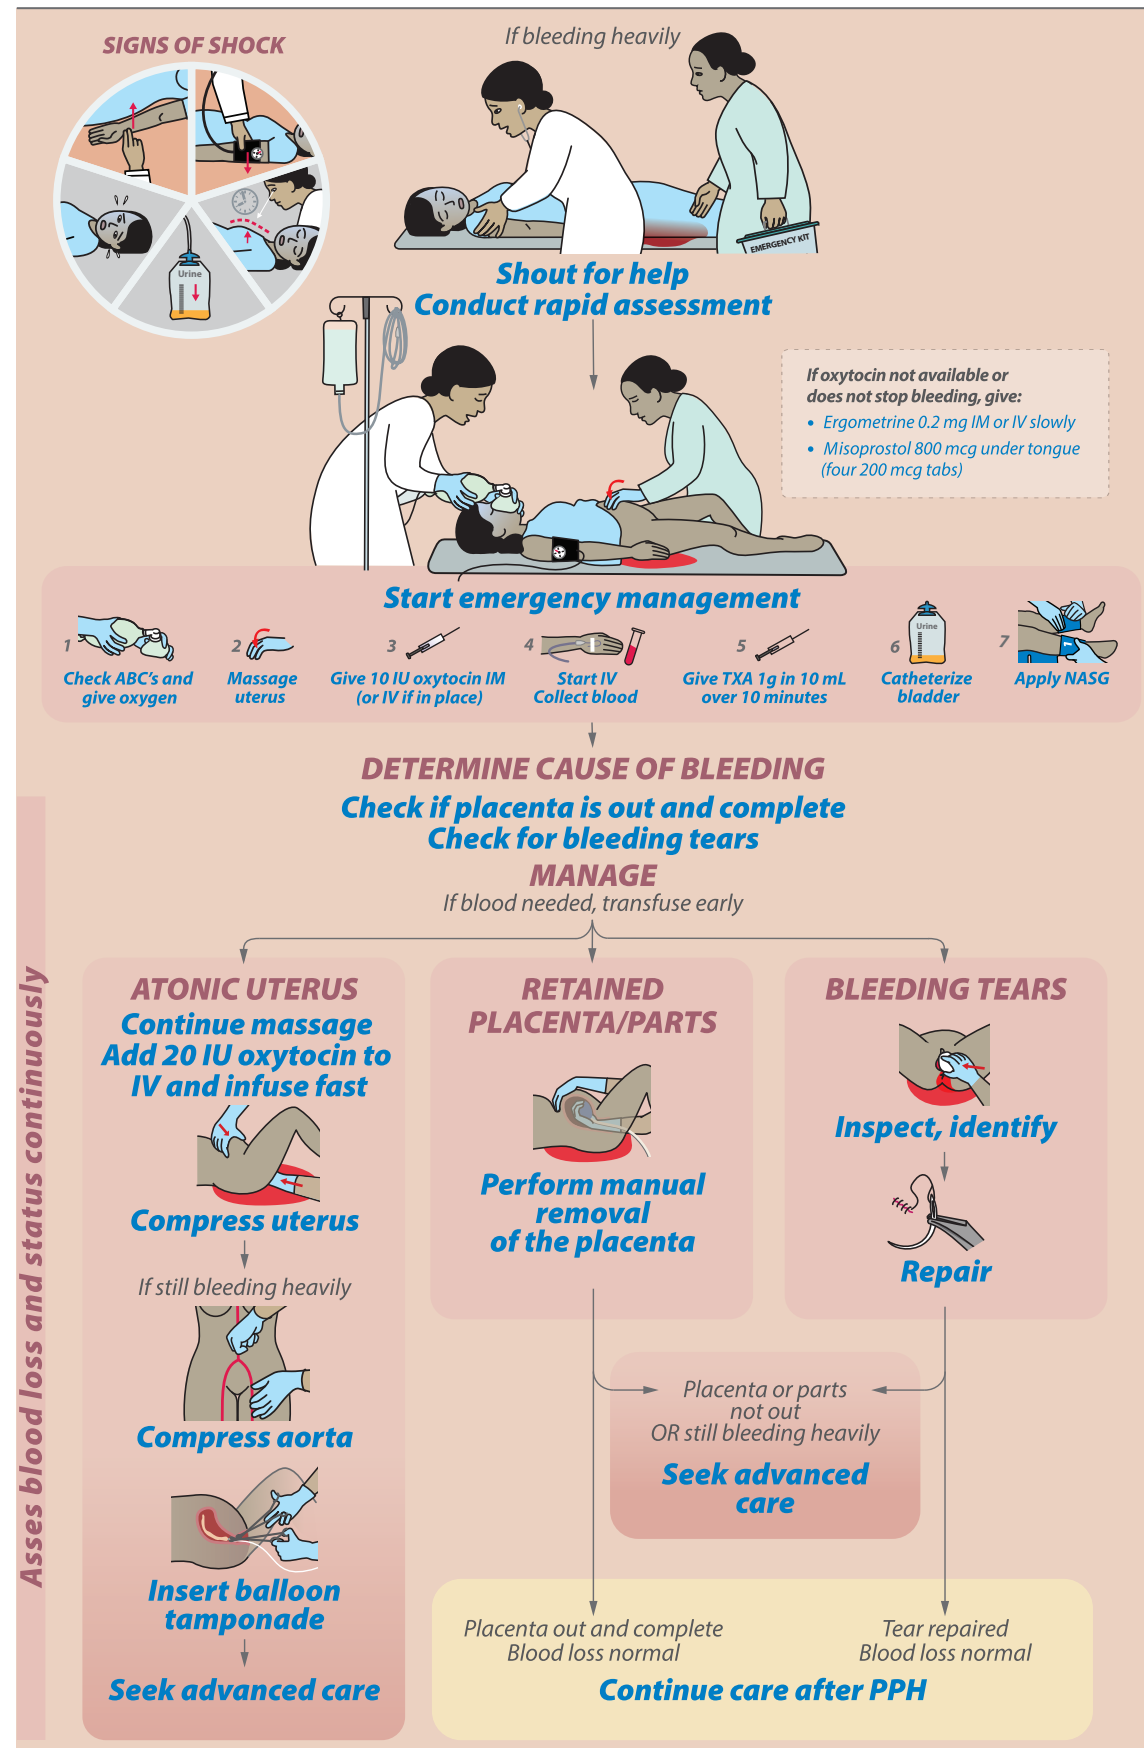 SIGNS OF SHOCK
If bleeding heavily
Urine
EMERGENCY KIT
Shout for help
Conduct rapid assessment
If oxytocin not available or
does not stop bleeding, give:
• Ergometrine 0.2 mg IM or IV slowly
• Misoprostol 800 mcg under tongue
(four 200 mcg tabs)
Start emergency management
1
Check ABC's and
give oxygen
2
Massage
uterus
3
Give 10 IU oxytocin IM
(or IV if in place)
4
Start IV
Collect blood
5
Give TXA 1g in 10 mL
over 10 minutes
6
Urine
Catheterize
bladder
7
1
Apply NASG
DETERMINE CAUSE OF BLEEDING
Check if placenta is out and complete
Check for bleeding tears
MANAGE
If blood needed, transfuse early
Asses blood loss and status continuously
ATONIC UTERUS
Continue massage
Add 20 IU oxytocin to
IV and infuse fast
Compress uterus
If still bleeding heavily
Compress aorta
Insert balloon
tamponade
Seek advanced care
RETAINED
PLACENTA/PARTS
Perform manual
removal
of the placenta
BLEEDING TEARS
Inspect, identify
Repair
Placenta or parts
not out
OR still bleeding heavily
Seek advanced
care
Placenta out and complete
Blood loss normal
Tear repaired
Blood loss normal
Continue care after PPH